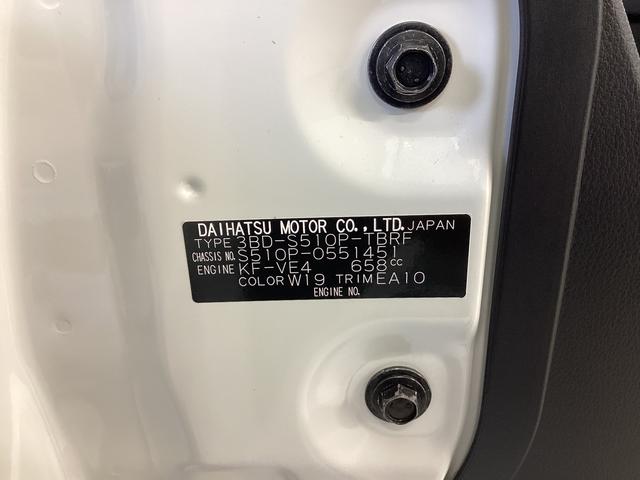 DAIHATSU MOTOR CO.,LTD. JAPAN
TYPE 3BD-S510P-TBRF
CHASSIS NO. S510P-0551451
ENGINE KF-VE4 658cc
COLOR W19 TRIM EA10
ENGINE NO.